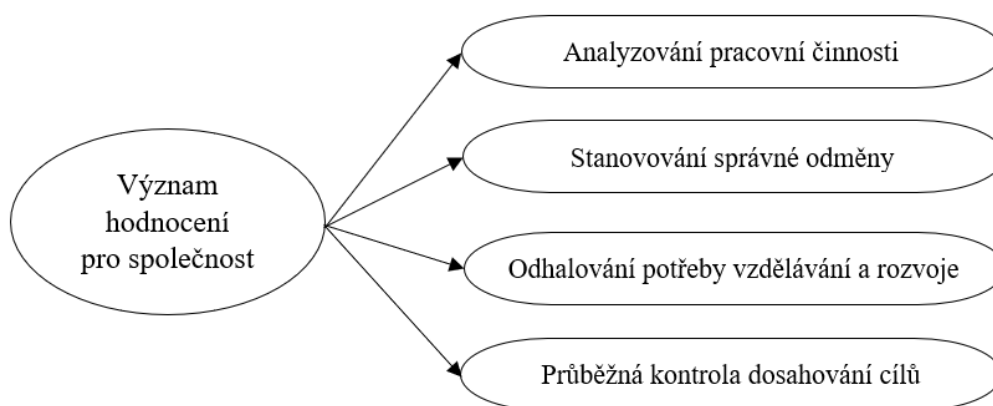 Význam
hodnocení
pro společnost
Analyzování pracovní činnosti
Stanovování správné odměny
Odhalování potřeby vzdělávání a rozvoje
Průběžná kontrola dosahování cílů